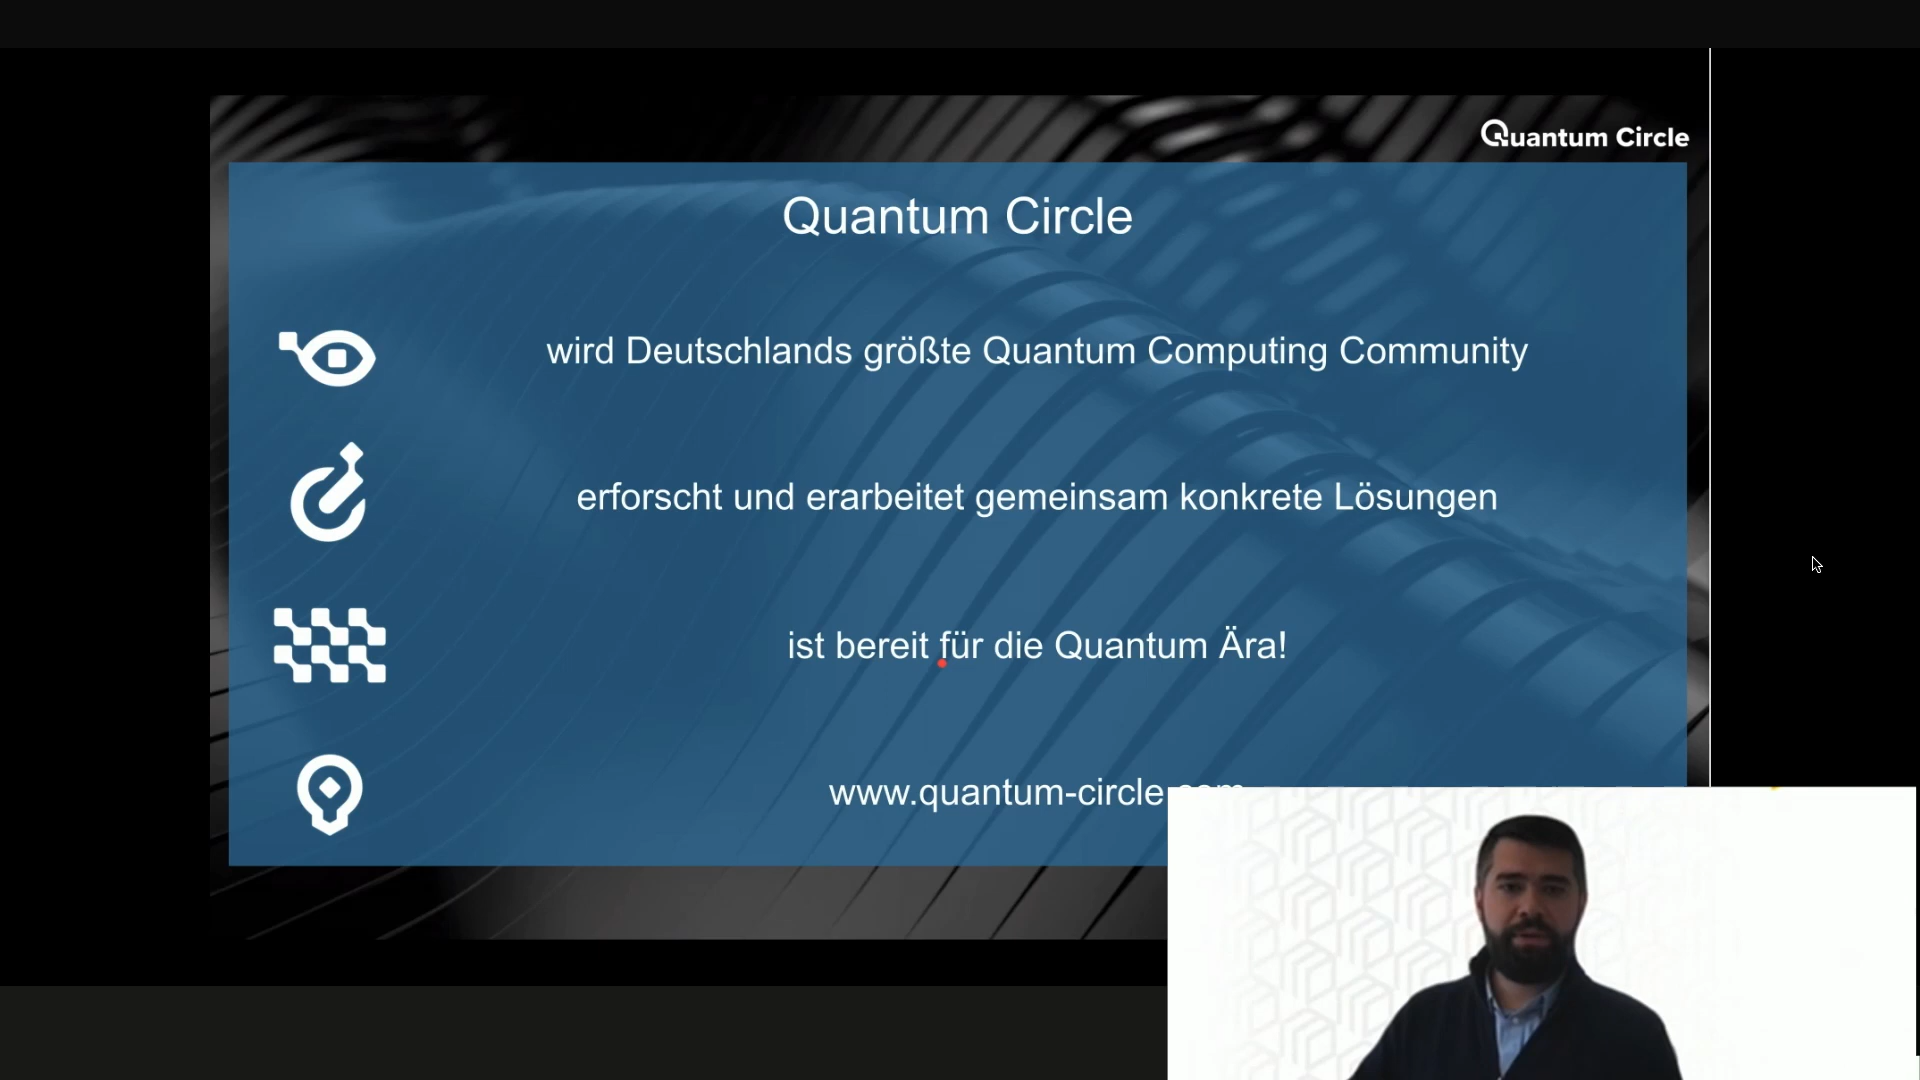 Quantum Circle
Quantum Circle
wird Deutschlands größte Quantum Computing Community
erforscht und erarbeitet gemeinsam konkrete Lösungen
ist bereit für die Quantum Ära!
www.quantum-circle.com